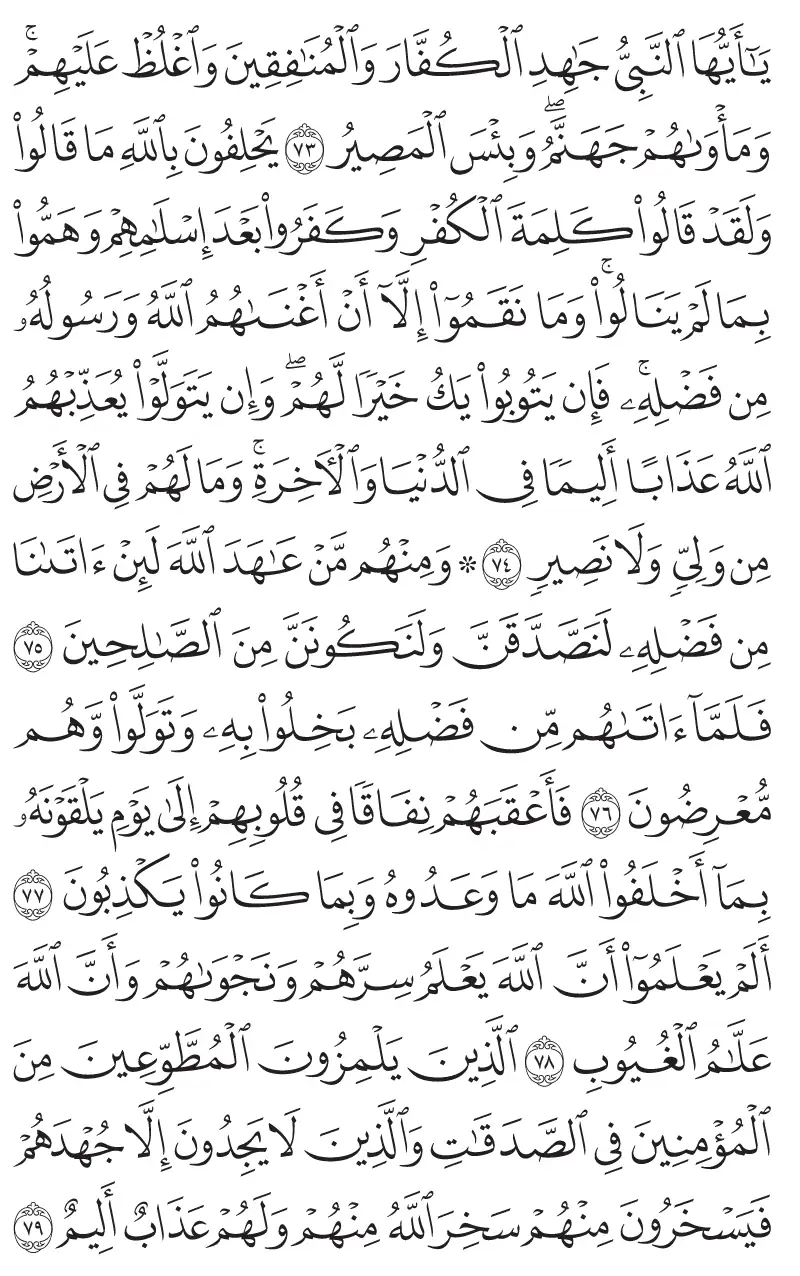 يَـٰٓأَيُّهَا ٱلنَّبِىُّ جَـٰهِدِ ٱلْكُفَّارَ وَٱلْمُنَـٰفِقِينَ وَٱغْلُظْ عَلَيْهِمْ ۚ
وَمَأْوَىٰهُمْ جَهَنَّمُ ۖ وَبِئْسَ ٱلْمَصِيرُ ٧٣ يَحْلِفُونَ بِٱللَّهِ مَا قَالُوا۟
وَلَقَدْ قَالُوا۟ كَلِمَةَ ٱلْكُفْرِ وَكَفَرُوا۟ بَعْدَ إِسْلَـٰمِهِمْ وَهَمُّوا۟
بِمَا لَمْ يَنَالُوا۟ ۚ وَمَا نَقَمُوٓا۟ إِلَّآ أَنْ أَغْنَىٰهُمُ ٱللَّهُ وَرَسُولُهُۥ
مِن فَضْلِهِۦ ۚ فَإِن يَتُوبُوا۟ يَكُ خَيْرًا لَّهُمْ ۖ وَإِن يَتَوَلَّوْا۟ يُعَذِّبْهُمُ
ٱللَّهُ عَذَابًا أَلِيمًا فِى ٱلدُّنْيَا وَٱلْـَٔاخِرَةِ ۚ وَمَا لَهُمْ فِى ٱلْأَرْضِ
مِن وَلِىٍّ وَلَا نَصِيرٍ ٧٤ * وَمِنْهُم مَّنْ عَـٰهَدَ ٱللَّهَ لَئِنْ ءَاتَىٰنَا
مِن فَضْلِهِۦ لَنَصَّدَّقَنَّ وَلَنَكُونَنَّ مِنَ ٱلصَّـٰلِحِينَ ٧٥
فَلَمَّآ ءَاتَىٰهُم مِّن فَضْلِهِۦ بَخِلُوا۟ بِهِۦ وَتَوَلَّوا۟ وَّهُم
مُّعْرِضُونَ ٧٦ فَأَعْقَبَهُمْ نِفَاقًا فِى قُلُوبِهِمْ إِلَىٰ يَوْمِ يَلْقَوْنَهُۥ
بِمَآ أَخْلَفُوا۟ ٱللَّهَ مَا وَعَدُوهُ وَبِمَا كَانُوا۟ يَكْذِبُونَ ٧٧
أَلَمْ يَعْلَمُوٓا۟ أَنَّ ٱللَّهَ يَعْلَمُ سِرَّهُمْ وَنَجْوَىٰهُمْ وَأَنَّ ٱللَّهَ
عَلَّـٰمُ ٱلْغُيُوبِ ٧٨ ٱلَّذِينَ يَلْمِزُونَ ٱلْمُطَّوِّعِينَ مِنَ
ٱلْمُؤْمِنِينَ فِى ٱلصَّدَقَـٰتِ وَٱلَّذِينَ لَا يَجِدُونَ إِلَّا جُهْدَهُمْ
فَيَسْخَرُونَ مِنْهُمْ سَخِرَ ٱللَّهُ مِنْهُمْ وَلَهُمْ عَذَابٌ أَلِيمٌ ٧٩